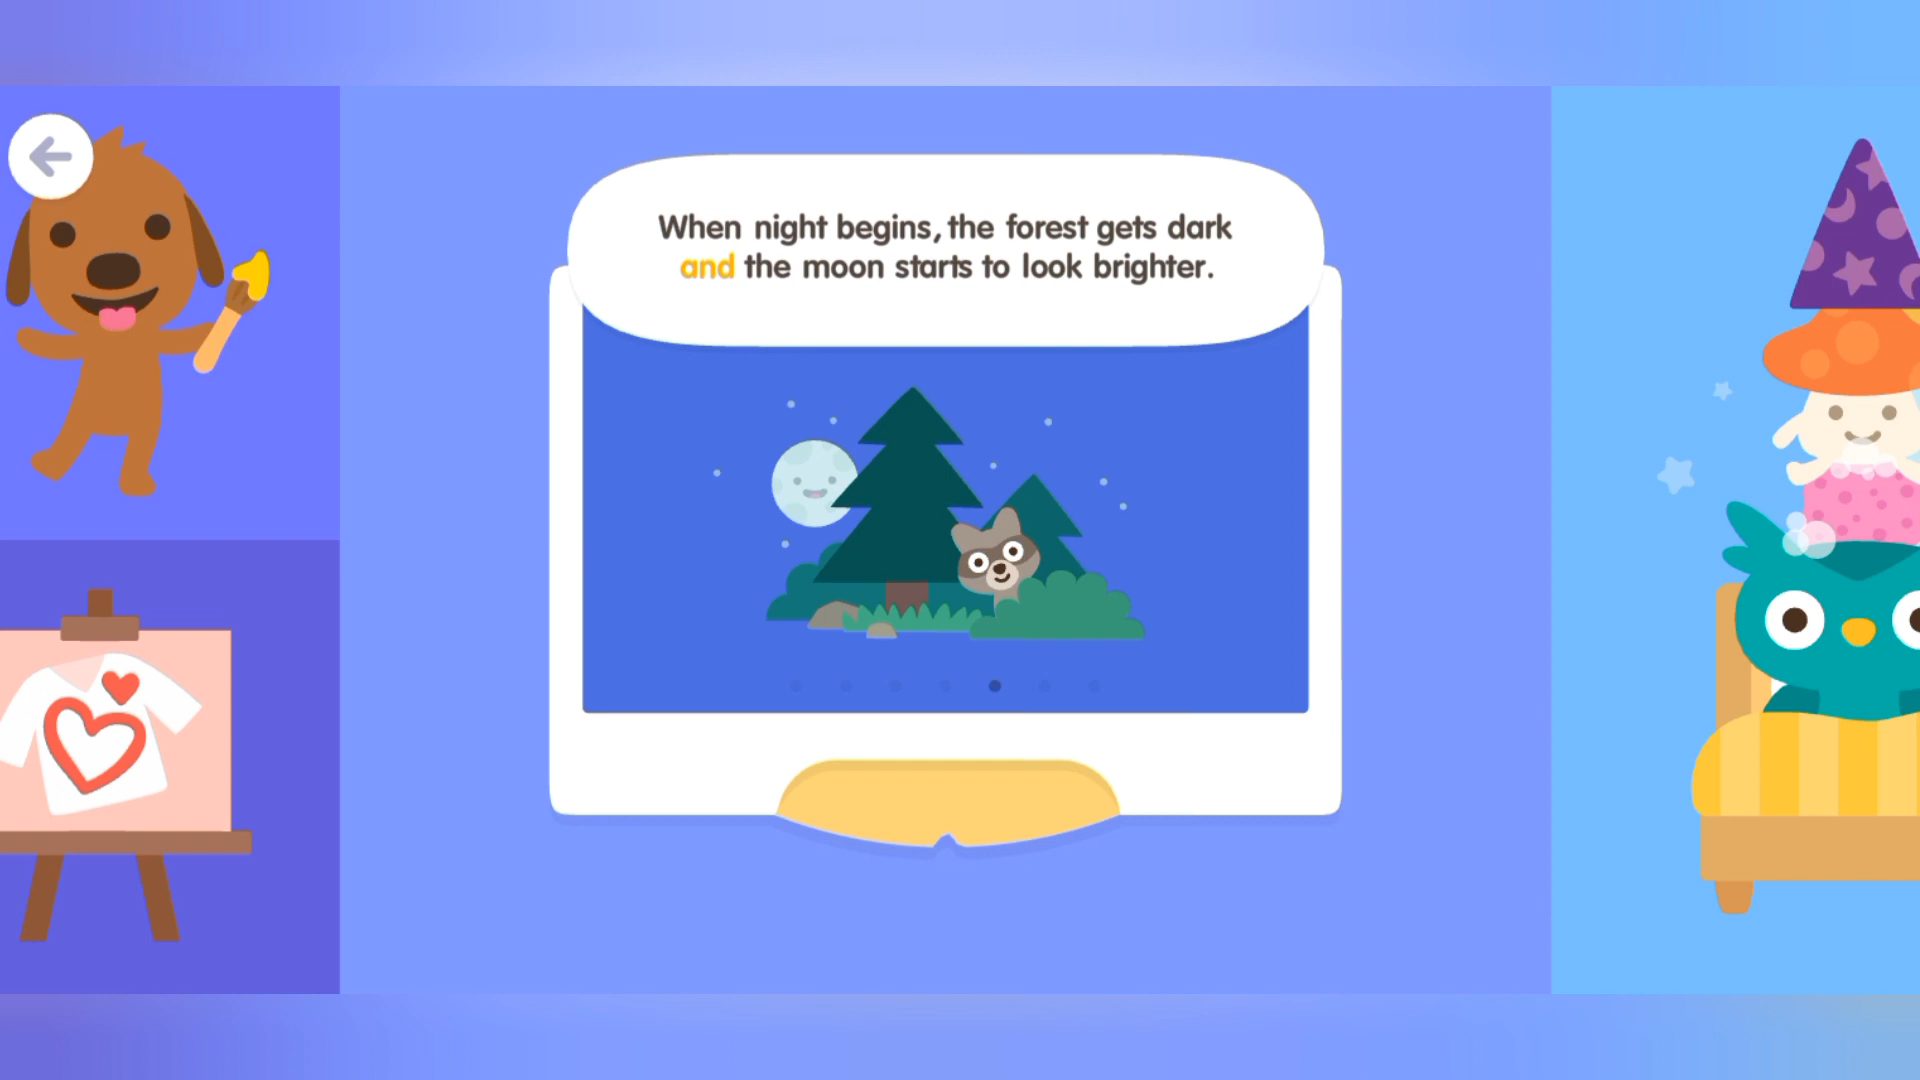 When night begins, the forest gets dark
and the moon starts to look brighter.